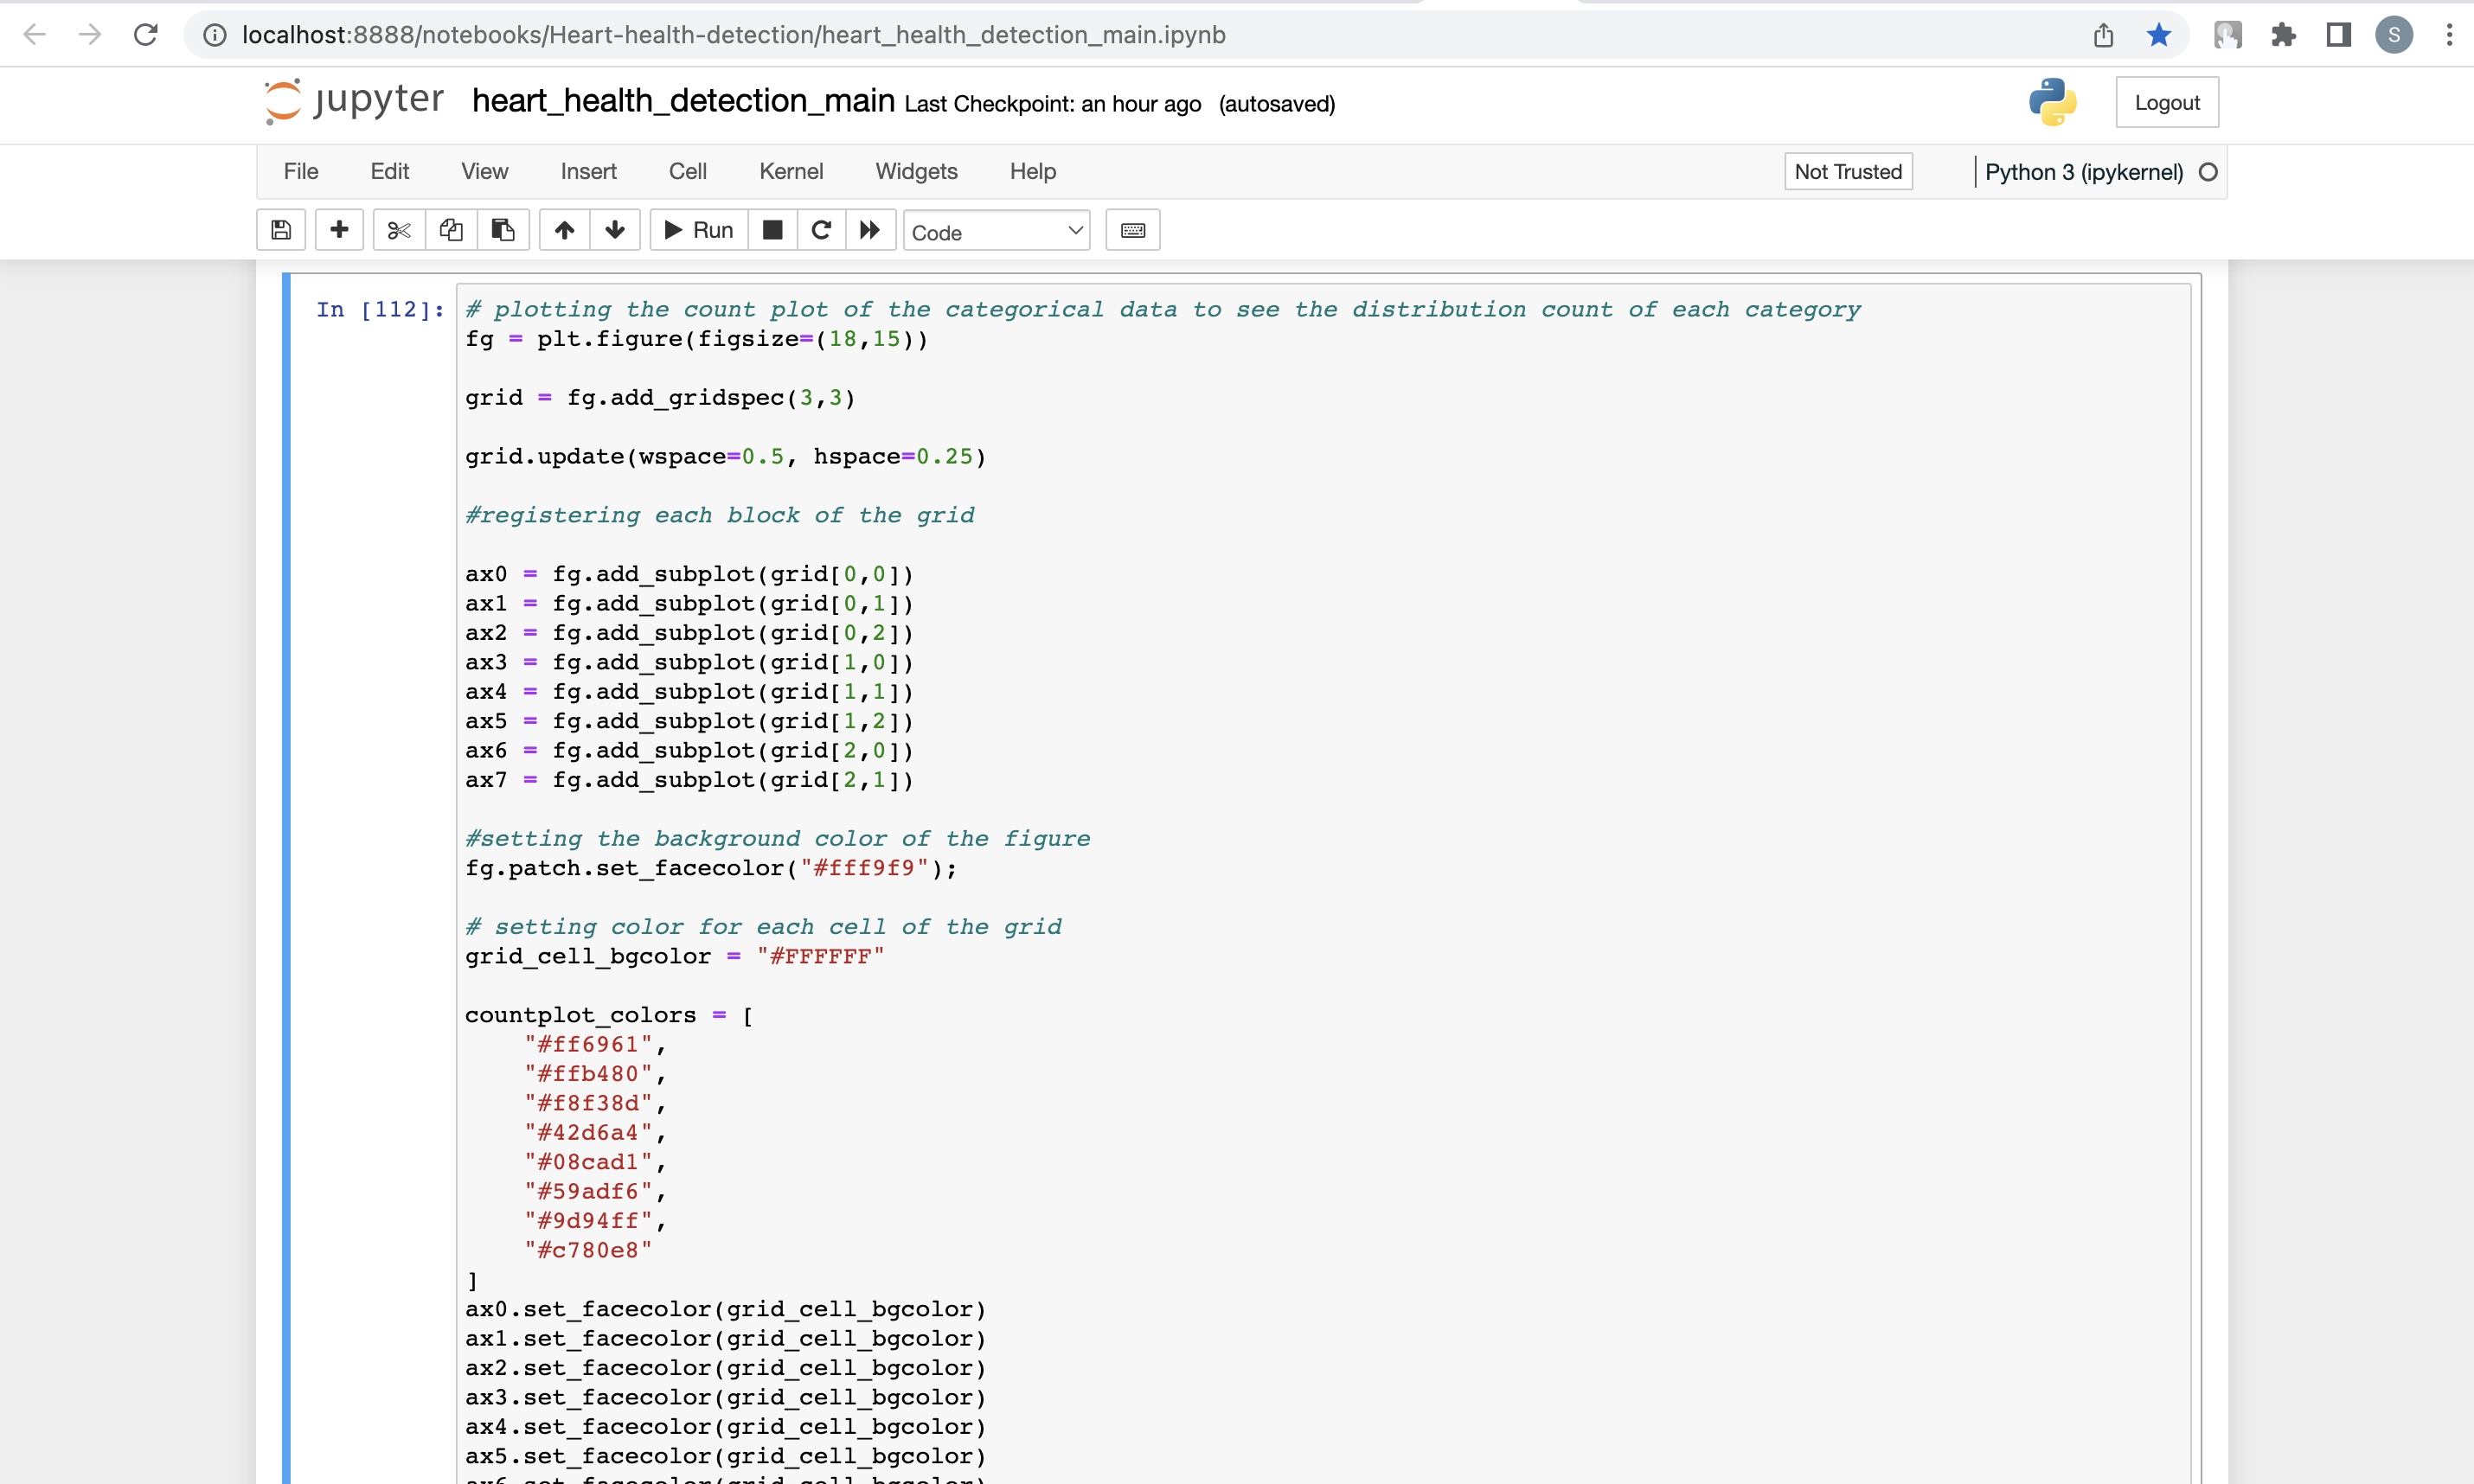 localhost:8888/notebooks/Heart-health-detection/heart_health_detection_main.ipynb
S
jupyter heart_health_detection_main Last Checkpoint: an hour ago (autosaved)
Logout
File Edit View Insert Cell Kernel Widgets Help Not Trusted Python 3 (ipykernel)
Run Code
In [112]: # plotting the count plot of the categorical data to see the distribution count of each category
fg = plt.figure(figsize=(18,15))
grid = fg.add_gridspec(3,3)
grid.update(wspace=0.5, hspace=0.25)
#registering each block of the grid
ax0 = fg.add_subplot(grid[0,0])
ax1 = fg.add_subplot(grid[0,1])
ax2 = fg.add_subplot(grid[0,2])
ax3 = fg.add_subplot(grid[1,0])
ax4 = fg.add_subplot(grid[1,1])
ax5 = fg.add_subplot(grid[1,2])
ax6 = fg.add_subplot(grid[2,0])
ax7 = fg.add_subplot(grid[2,1])
#setting the background color of the figure
fg.patch.set_facecolor("#fff9f9");
# setting color for each cell of the grid
grid_cell_bgcolor = "#FFFFFF"
countplot_colors = [
"#ff6961",
"#ffb480",
"#f8f38d",
"#42d6a4",
"#08cad1",
"#59adf6",
"#9d94ff",
"#c780e8"
]
ax0.set_facecolor(grid_cell_bgcolor)
ax1.set_facecolor(grid_cell_bgcolor)
ax2.set_facecolor(grid_cell_bgcolor)
ax3.set_facecolor(grid_cell_bgcolor)
ax4.set_facecolor(grid_cell_bgcolor)
ax5.set_facecolor(grid_cell_bgcolor)
ax6.set_facecolor(grid_cell_bgcolor)